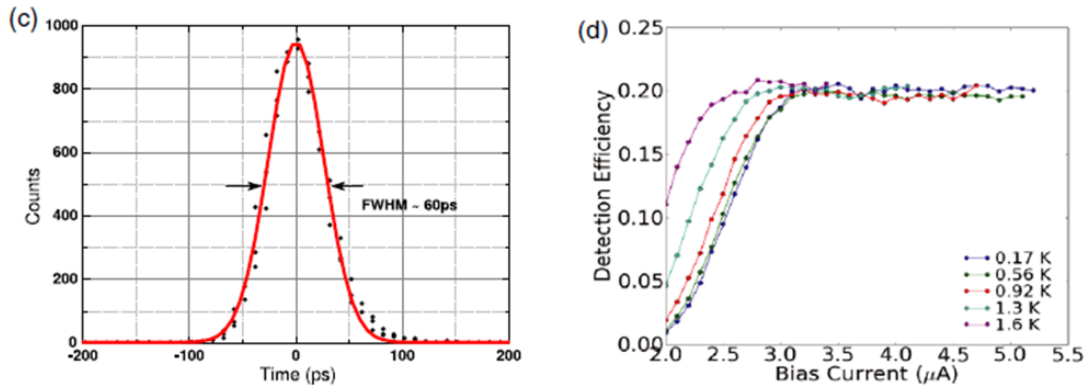 (c)
1000
800
600
400
200
0
Counts
-200
-100
0
100
200
Time (ps)
FWHM ~ 60ps
(d)
0.20
0.15
0.10
0.05
0.00
Detection Efficiency
2.0
2.5
3.0
3.5
4.0
4.5
5.0
5.5
Bias Current (μA)
0.17 K
0.56 K
0.92 K
1.3 K
1.6 K